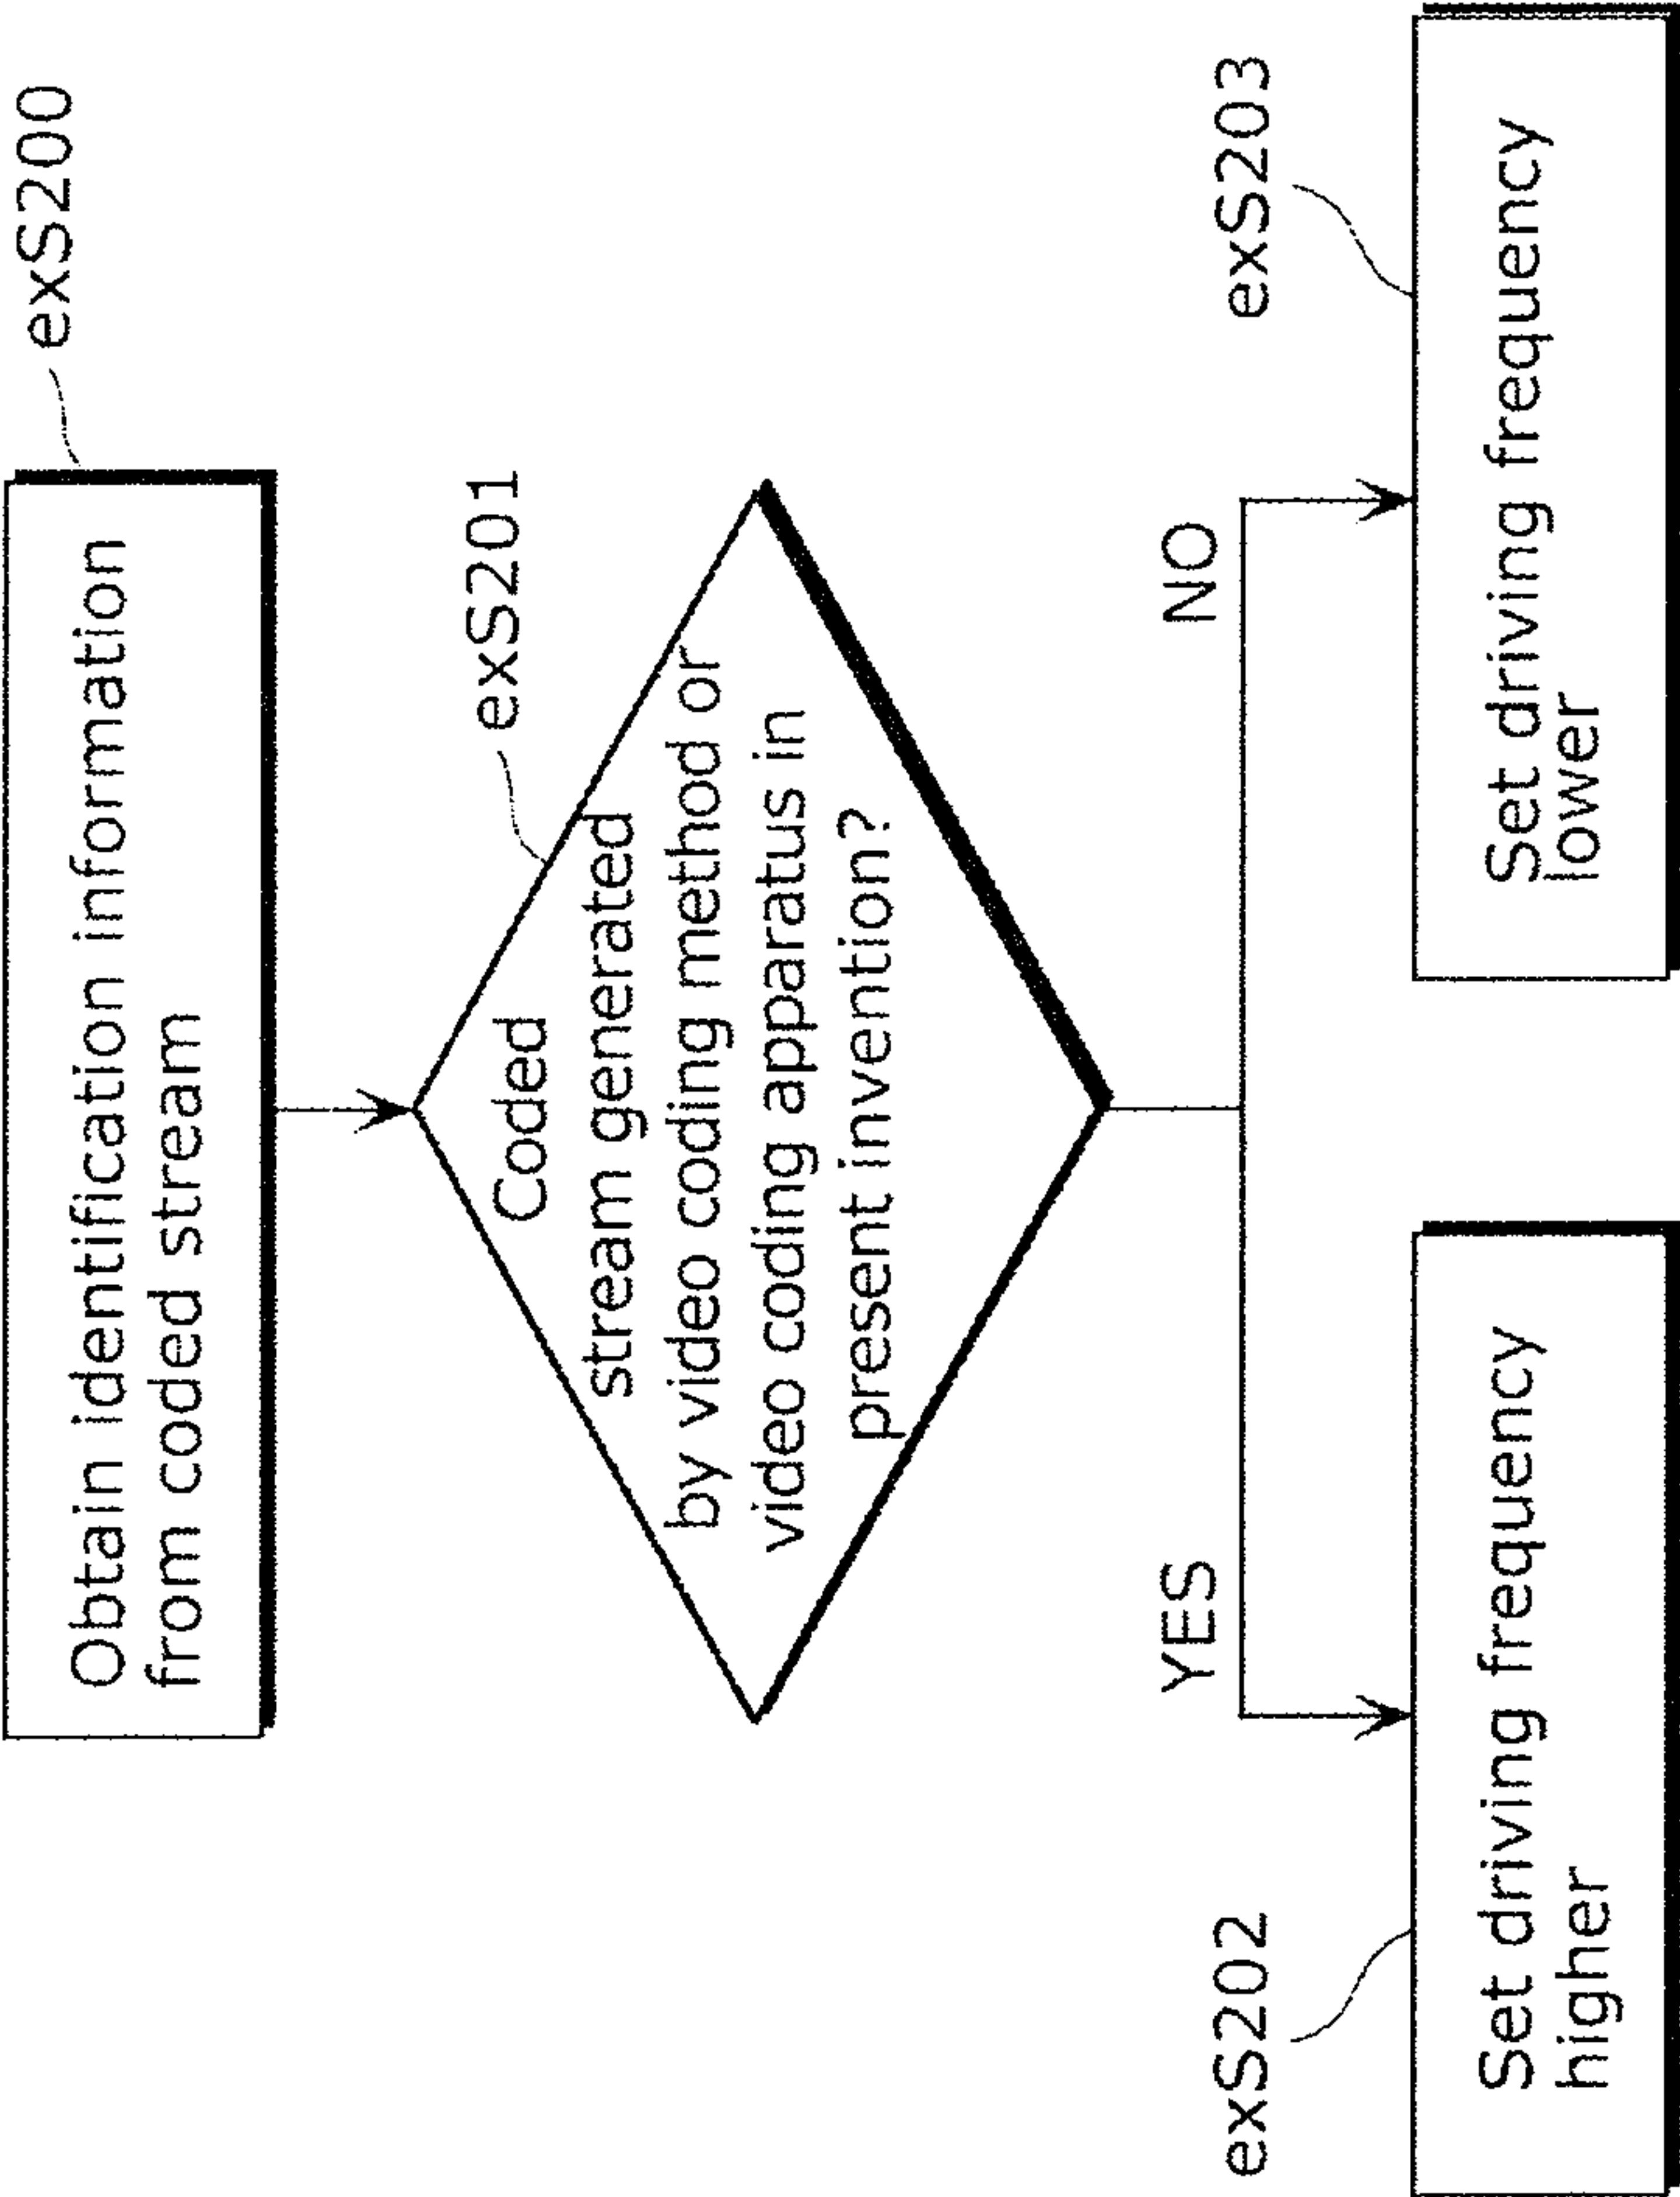 exS200
Obtain identification information
from coded stream
exS201
Coded
stream generated
by video coding method or
video coding apparatus in
present invention?
YES
NO
exS202
Set driving frequency
higher
exS203
Set driving frequency
lower